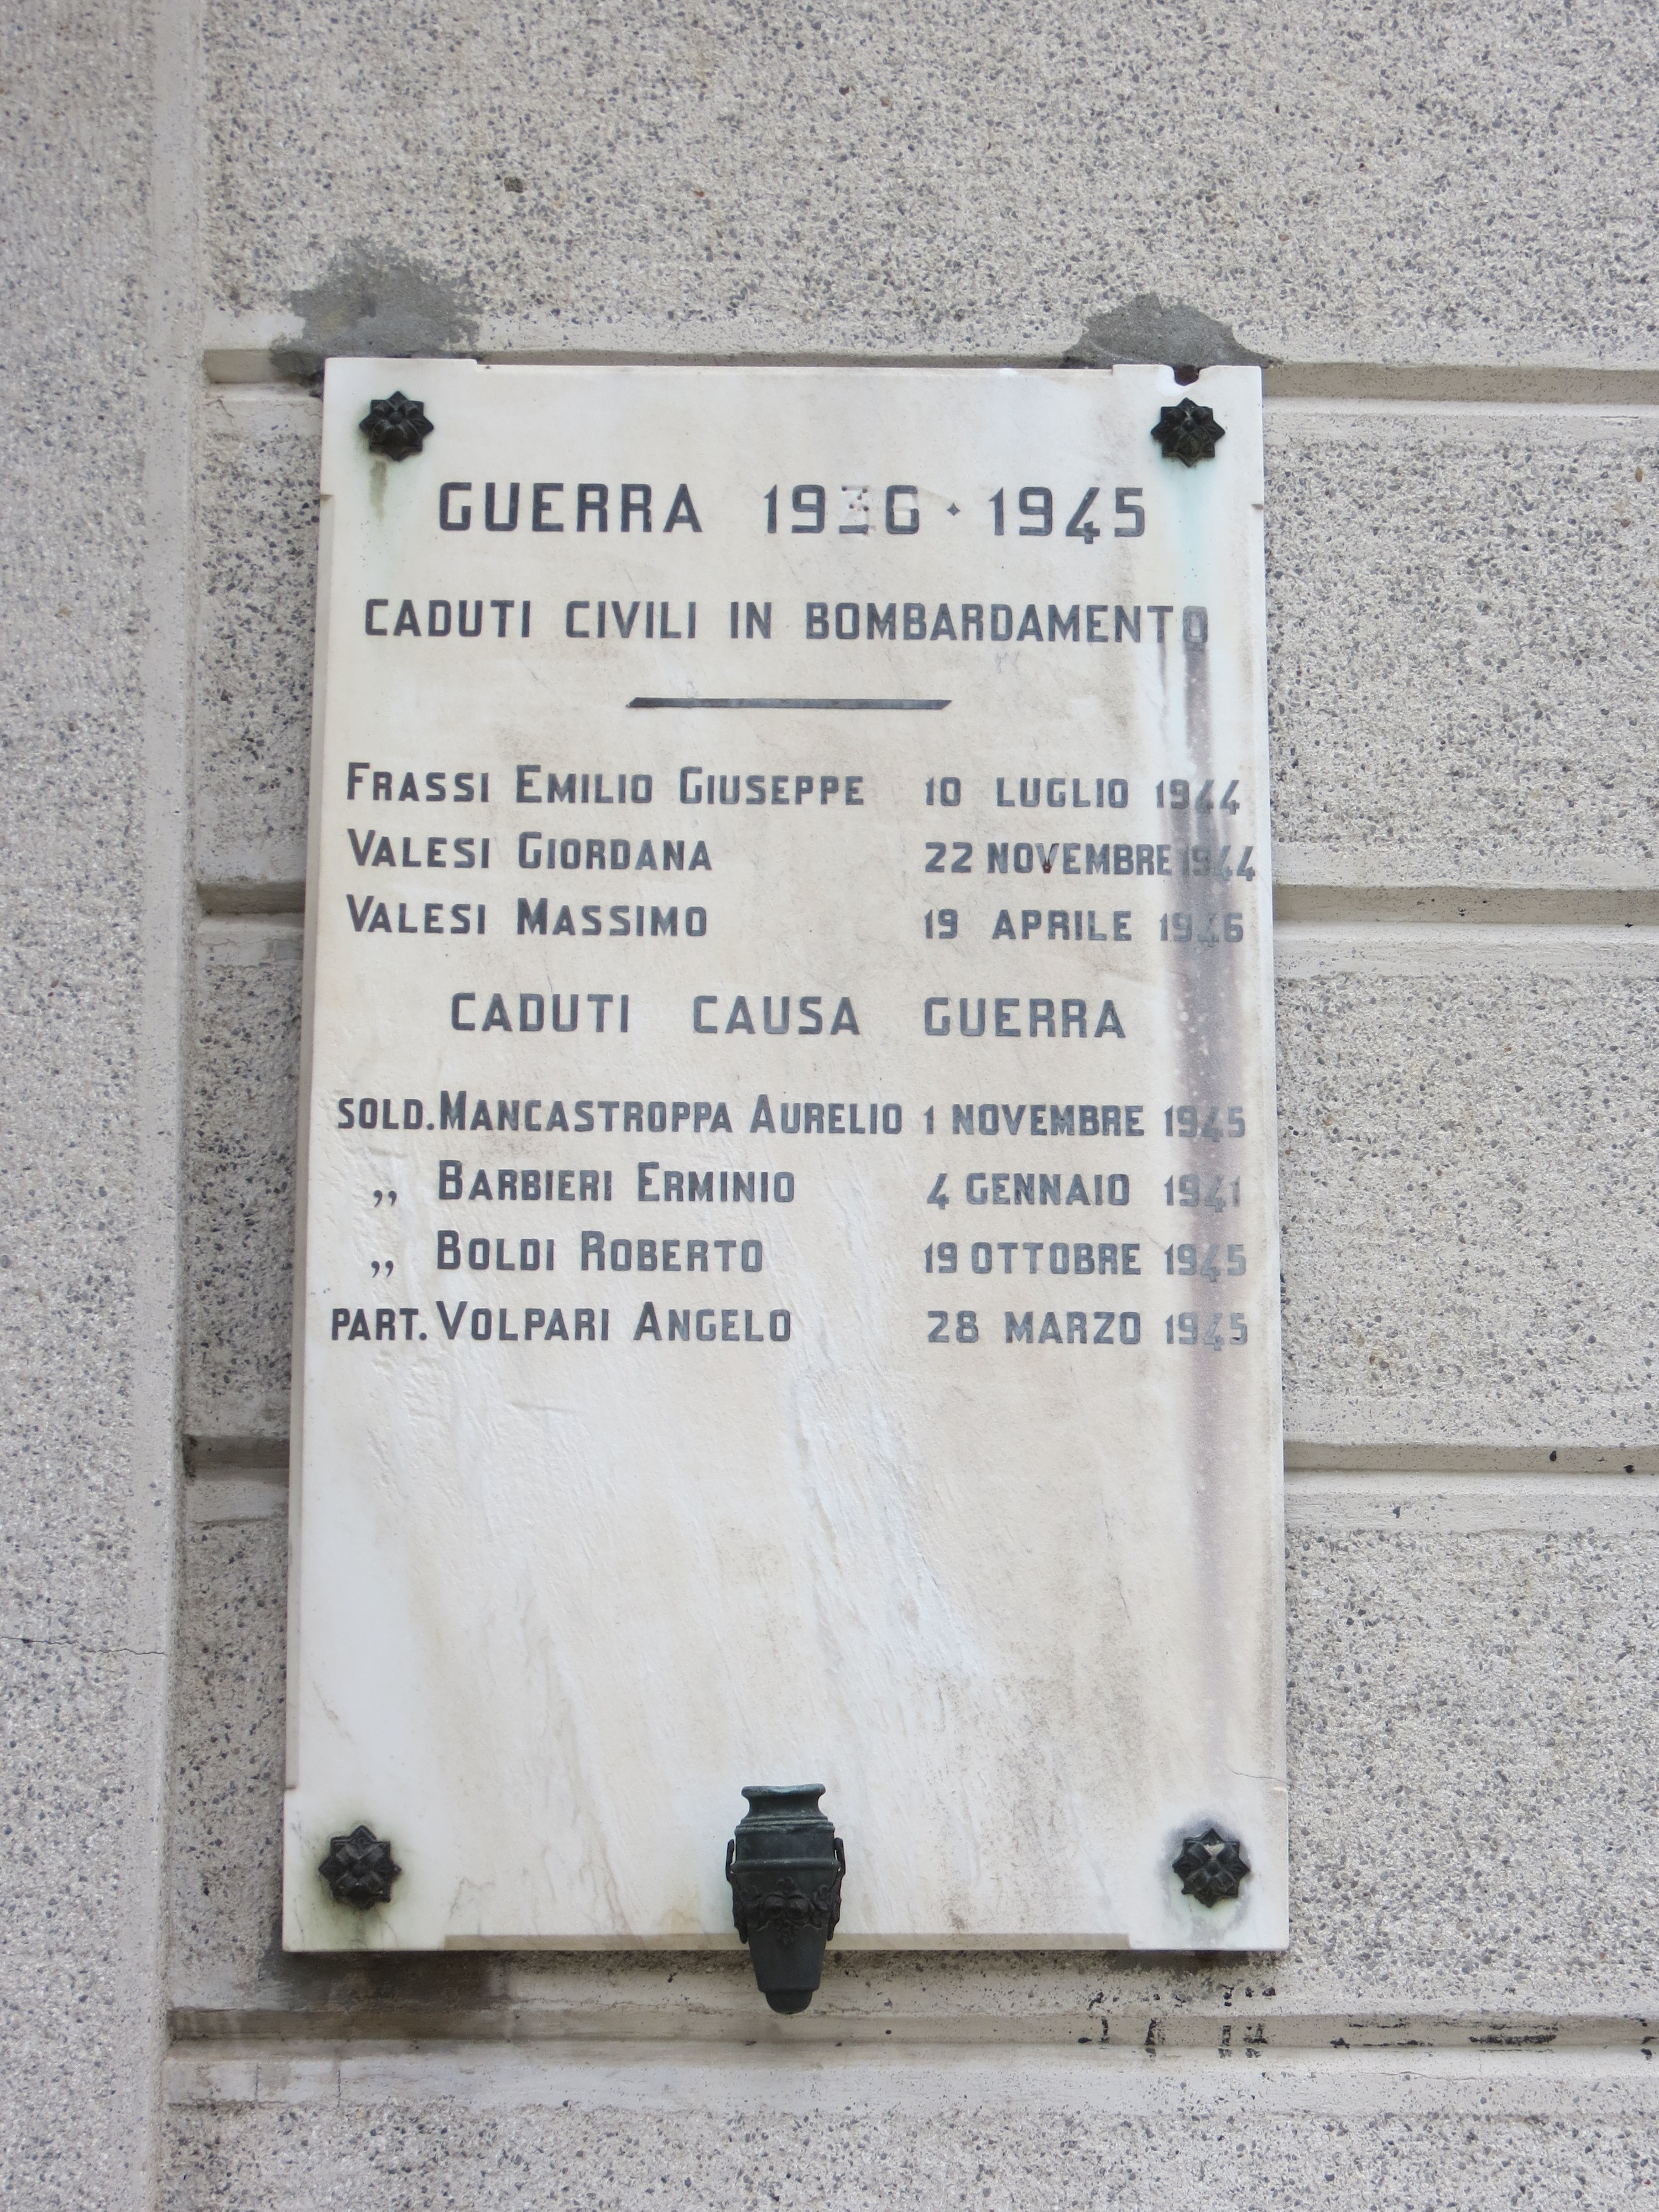 GUERRA 1936 · 1945
CADUTI CIVILI IN BOMBARDAMENTO
FRASSI EMILIO GIUSEPPE 10 LUGLIO 1944
VALESI GIORDANA 22 NOVEMBRE 1944
VALESI MASSIMO 19 APRILE 1946
CADUTI CAUSA GUERRA
SOLD. MANCASTROPPA AURELIO 1 NOVEMBRE 1945
„ BARBIERI ERMINIO 4 GENNAIO 1941
„ BOLDI ROBERTO 19 OTTOBRE 1945
PART. VOLPARI ANGELO 28 MARZO 1945